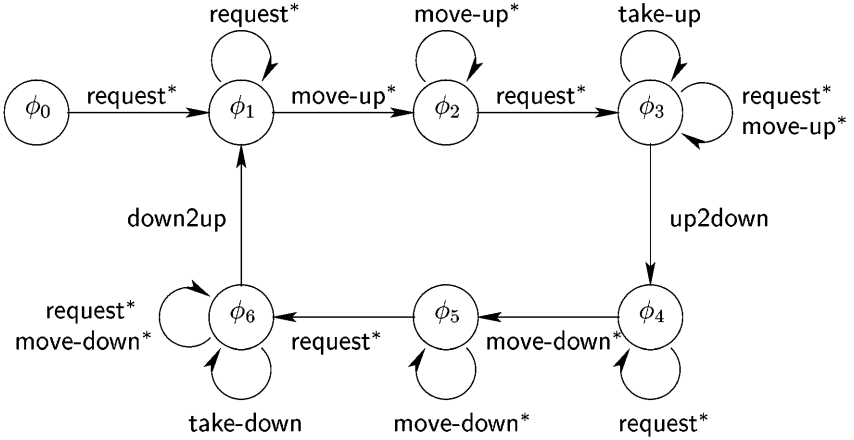 request* move-up* take-up
ϕ0 request* ϕ1 move-up* ϕ2 request* ϕ3 request*
move-up*
down2up up2down
request*
move-down* ϕ6 request* ϕ5 move-down* ϕ4
take-down move-down* request*